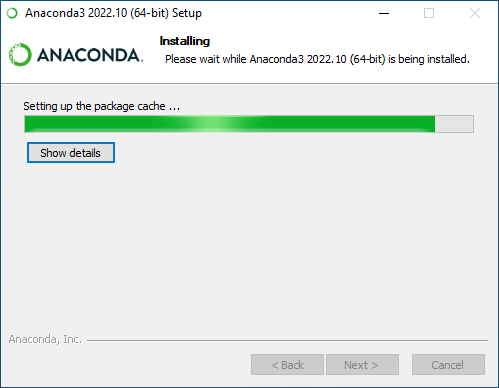 Anaconda3 2022.10 (64-bit) Setup
ANACONDA.
Installing
Please wait while Anaconda3 2022.10 (64-bit) is being installed.
Setting up the package cache ...
Show details
Anaconda, Inc.
< Back
Next >
Cancel